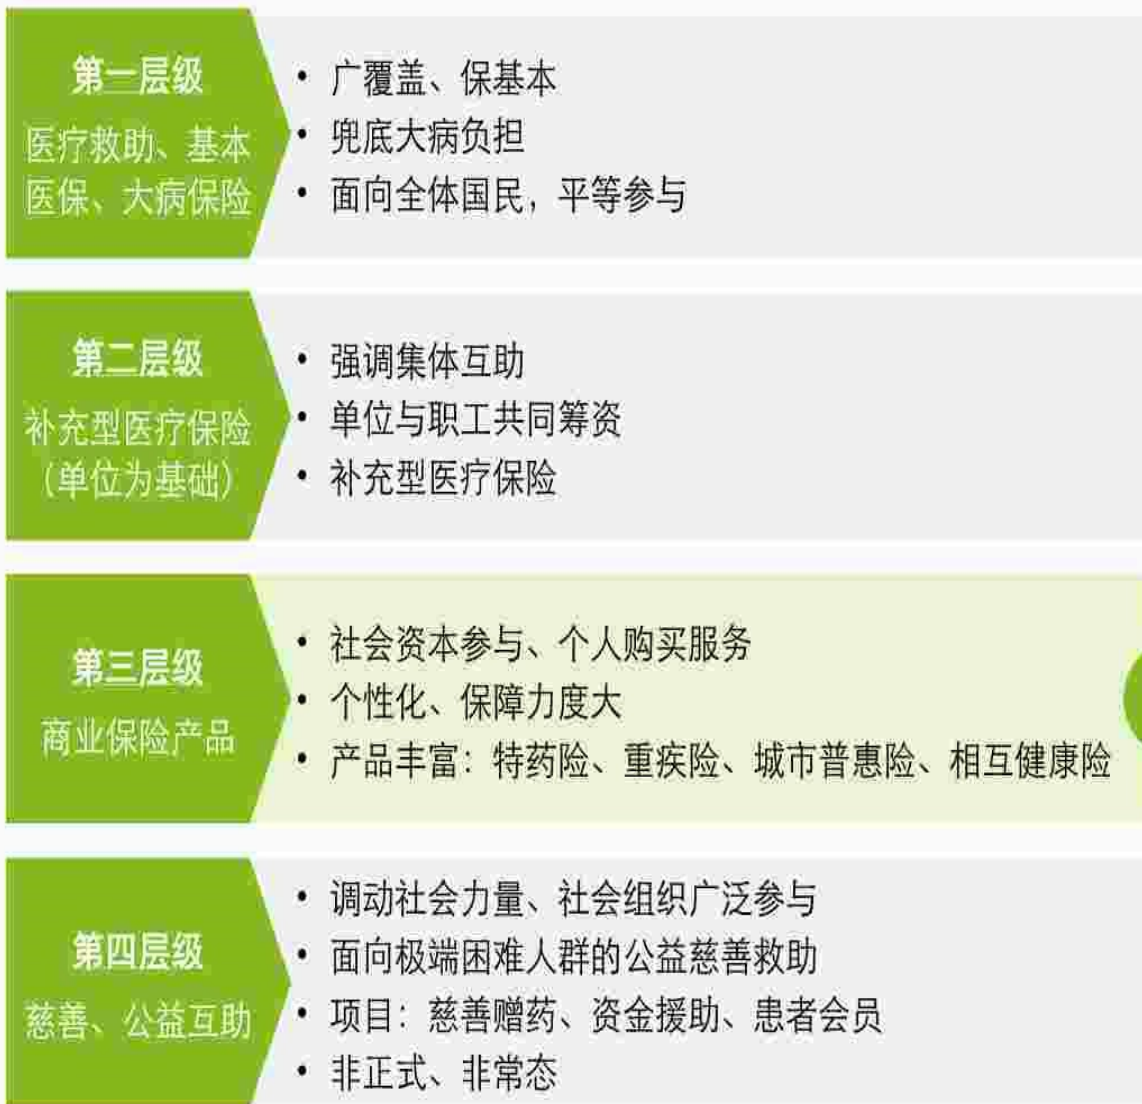 第一层级
医疗救助、基本
医保、大病保险
• 广覆盖、保基本
• 兜底大病负担
• 面向全体国民，平等参与
第二层级
补充型医疗保险
（单位为基础）
• 强调集体互助
• 单位与职工共同筹资
• 补充型医疗保险
第三层级
商业保险产品
• 社会资本参与、个人购买服务
• 个性化、保障力度大
• 产品丰富：特药险、重疾险、城市普惠险、相互健康险
第四层级
慈善、公益互助
• 调动社会力量、社会组织广泛参与
• 面向极端困难人群的公益慈善救助
• 项目：慈善赠药、资金援助、患者会员
• 非正式、非常态